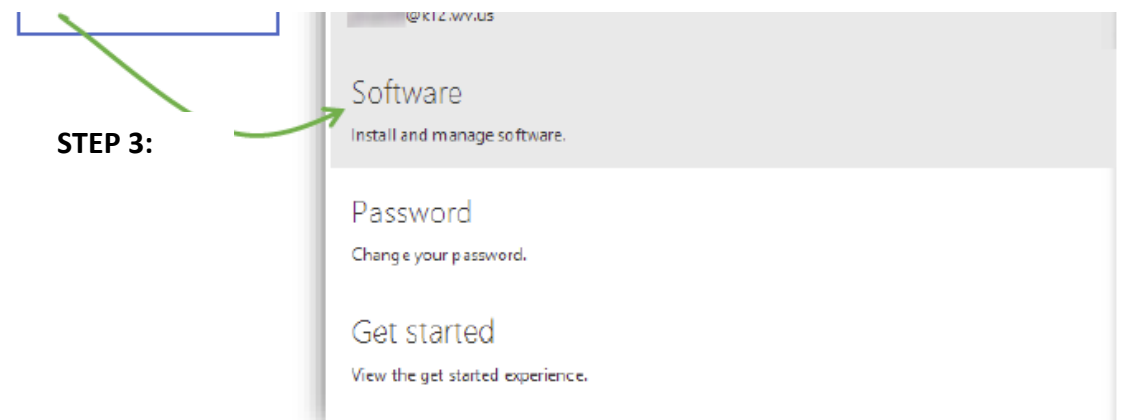 @k12.wv.us
Software
STEP 3:
Install and manage software.
Password
Change your password.
Get started
View the get started experience.